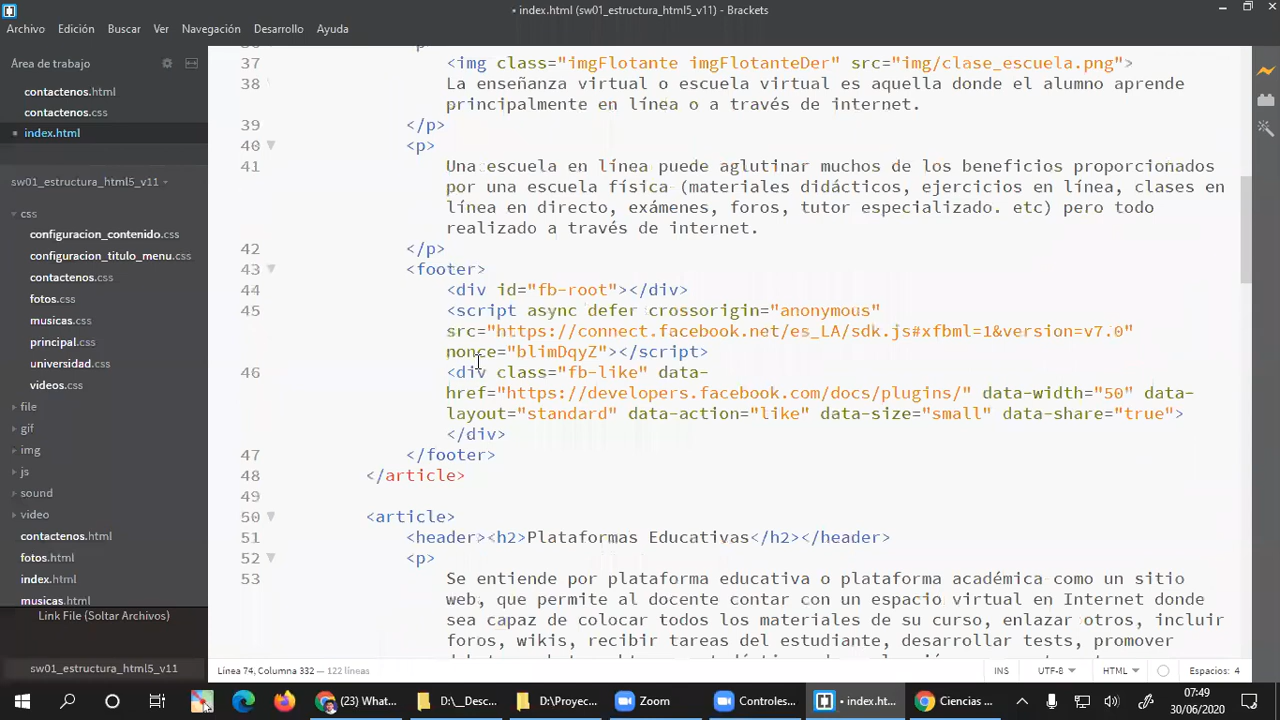 • index.html (sw01_estructura_html5_v11) - Brackets
Archivo Edición Buscar Ver Navegación Desarrollo Ayuda
Área de trabajo
contactenos.html
contactenos.css
• index.html
sw01_estructura_html5_v11
css
configuracion_contenido.css
configuracion_titulo_menu.css
contactenos.css
fotos.css
musicas.css
principal.css
universidad.css
videos.css
file
gif
img
js
sound
video
contactenos.html
fotos.html
index.html
musicas.html
Link File (Soltar Archivos)
sw01_estructura_html5_v11
37 <img class="imgFlotante imgFlotanteDer" src="img/clase_escuela.png">
38 La enseñanza virtual o escuela virtual es aquella donde el alumno aprende
principalmente en línea o a través de internet.
39 </p>
40 <p>
41 Una escuela en línea puede aglutinar muchos de los beneficios proporcionados
por una escuela física (materiales didácticos, ejercicios en línea, clases en
línea en directo, exámenes, foros, tutor especializado. etc) pero todo
realizado a través de internet.
42 </p>
43 <footer>
44 <div id="fb-root"></div>
45 <script async defer crossorigin="anonymous"
src="https://connect.facebook.net/es_LA/sdk.js#xfbml=1&version=v7.0"
nonce="blimDqyZ"></script>
46 <div class="fb-like" data-
href="https://developers.facebook.com/docs/plugins/" data-width="50" data-
layout="standard" data-action="like" data-size="small" data-share="true">
</div>
47 </footer>
48 </article>
49
50 <article>
51 <header><h2>Plataformas Educativas</h2></header>
52 <p>
53 Se entiende por plataforma educativa o plataforma académica como un sitio
web, que permite al docente contar con un espacio virtual en Internet donde
sea capaz de colocar todos los materiales de su curso, enlazar otros, incluir
foros, wikis, recibir tareas del estudiante, desarrollar tests, promover
Línea 74, Columna 332 — 122 líneas
INS UTF-8 HTML Espacios: 4
(23) What... D:\__Desc... D:\Proyec... Zoom Controles... • index.ht... Ciencias ...
07:49
30/06/2020